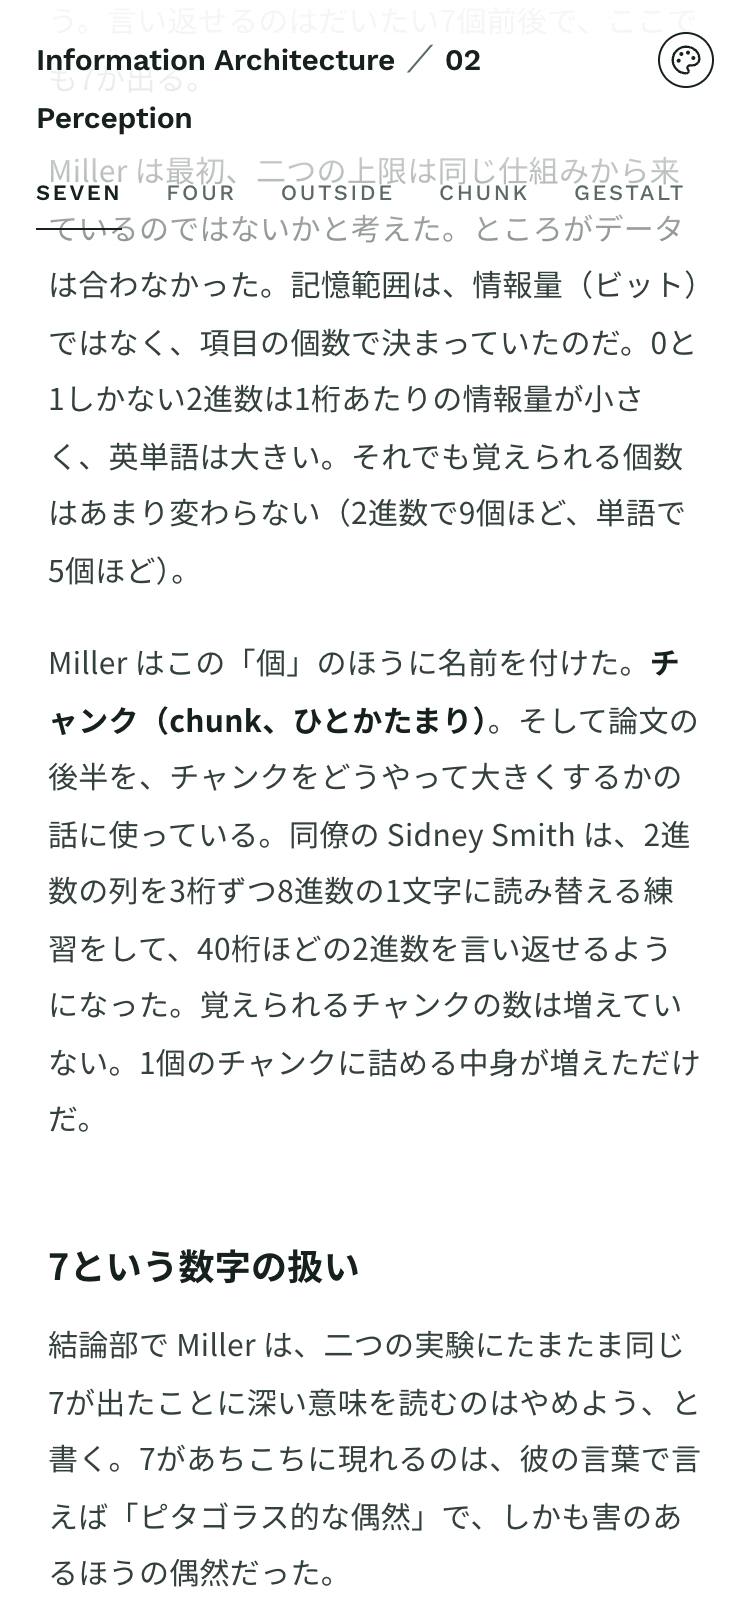 う。言い返せるのはだいたい7個前後で、ここで
も7が出る。
Information Architecture ／ 02
Perception
SEVEN FOUR OUTSIDE CHUNK GESTALT
Miller は最初、二つの上限は同じ仕組みから来
ているのではないかと考えた。ところがデータ
は合わなかった。記憶範囲は、情報量（ビット）
ではなく、項目の個数で決まっていたのだ。0と
1しかない2進数は1桁あたりの情報量が小さ
く、英単語は大きい。それでも覚えられる個数
はあまり変わらない（2進数で9個ほど、単語で
5個ほど）。
Miller はこの「個」のほうに名前を付けた。チ
ャンク（chunk、ひとかたまり）。そして論文の
後半を、チャンクをどうやって大きくするかの
話に使っている。同僚の Sidney Smith は、2進
数の列を3桁ずつ8進数の1文字に読み替える練
習をして、40桁ほどの2進数を言い返せるよう
になった。覚えられるチャンクの数は増えてい
ない。1個のチャンクに詰める中身が増えただけ
だ。
7という数字の扱い
結論部で Miller は、二つの実験にたまたま同じ
7が出たことに深い意味を読むのはやめよう、と
書く。7があちこちに現れるのは、彼の言葉で言
えば「ピタゴラス的な偶然」で、しかも害のあ
るほうの偶然だった。